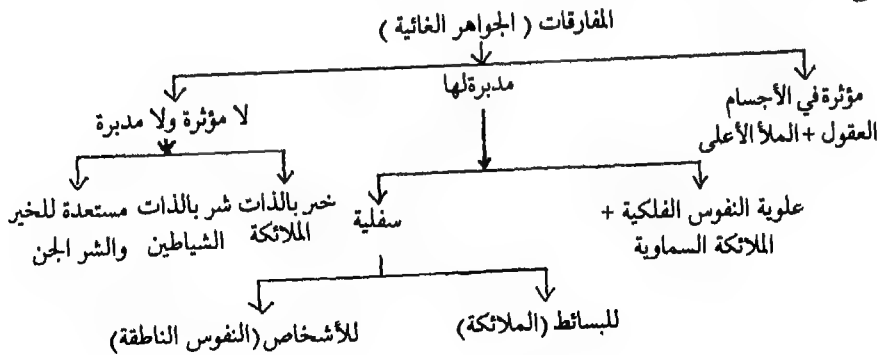 المفارقات ( الجواهر الغائية )
مؤثرة في الأجسام
العقول + الملأ الأعلى
مدبرة لها
لا مؤثرة ولا مدبرة
علوية النفوس الفلكية +
الملائكة السماوية
سفلية
خير بالذات
الملائكة
شر بالذات
الشياطين
مستعدة للخير
والشر الجن
للبسائط (الملائكة)
للأشخاص (النفوس الناطقة)